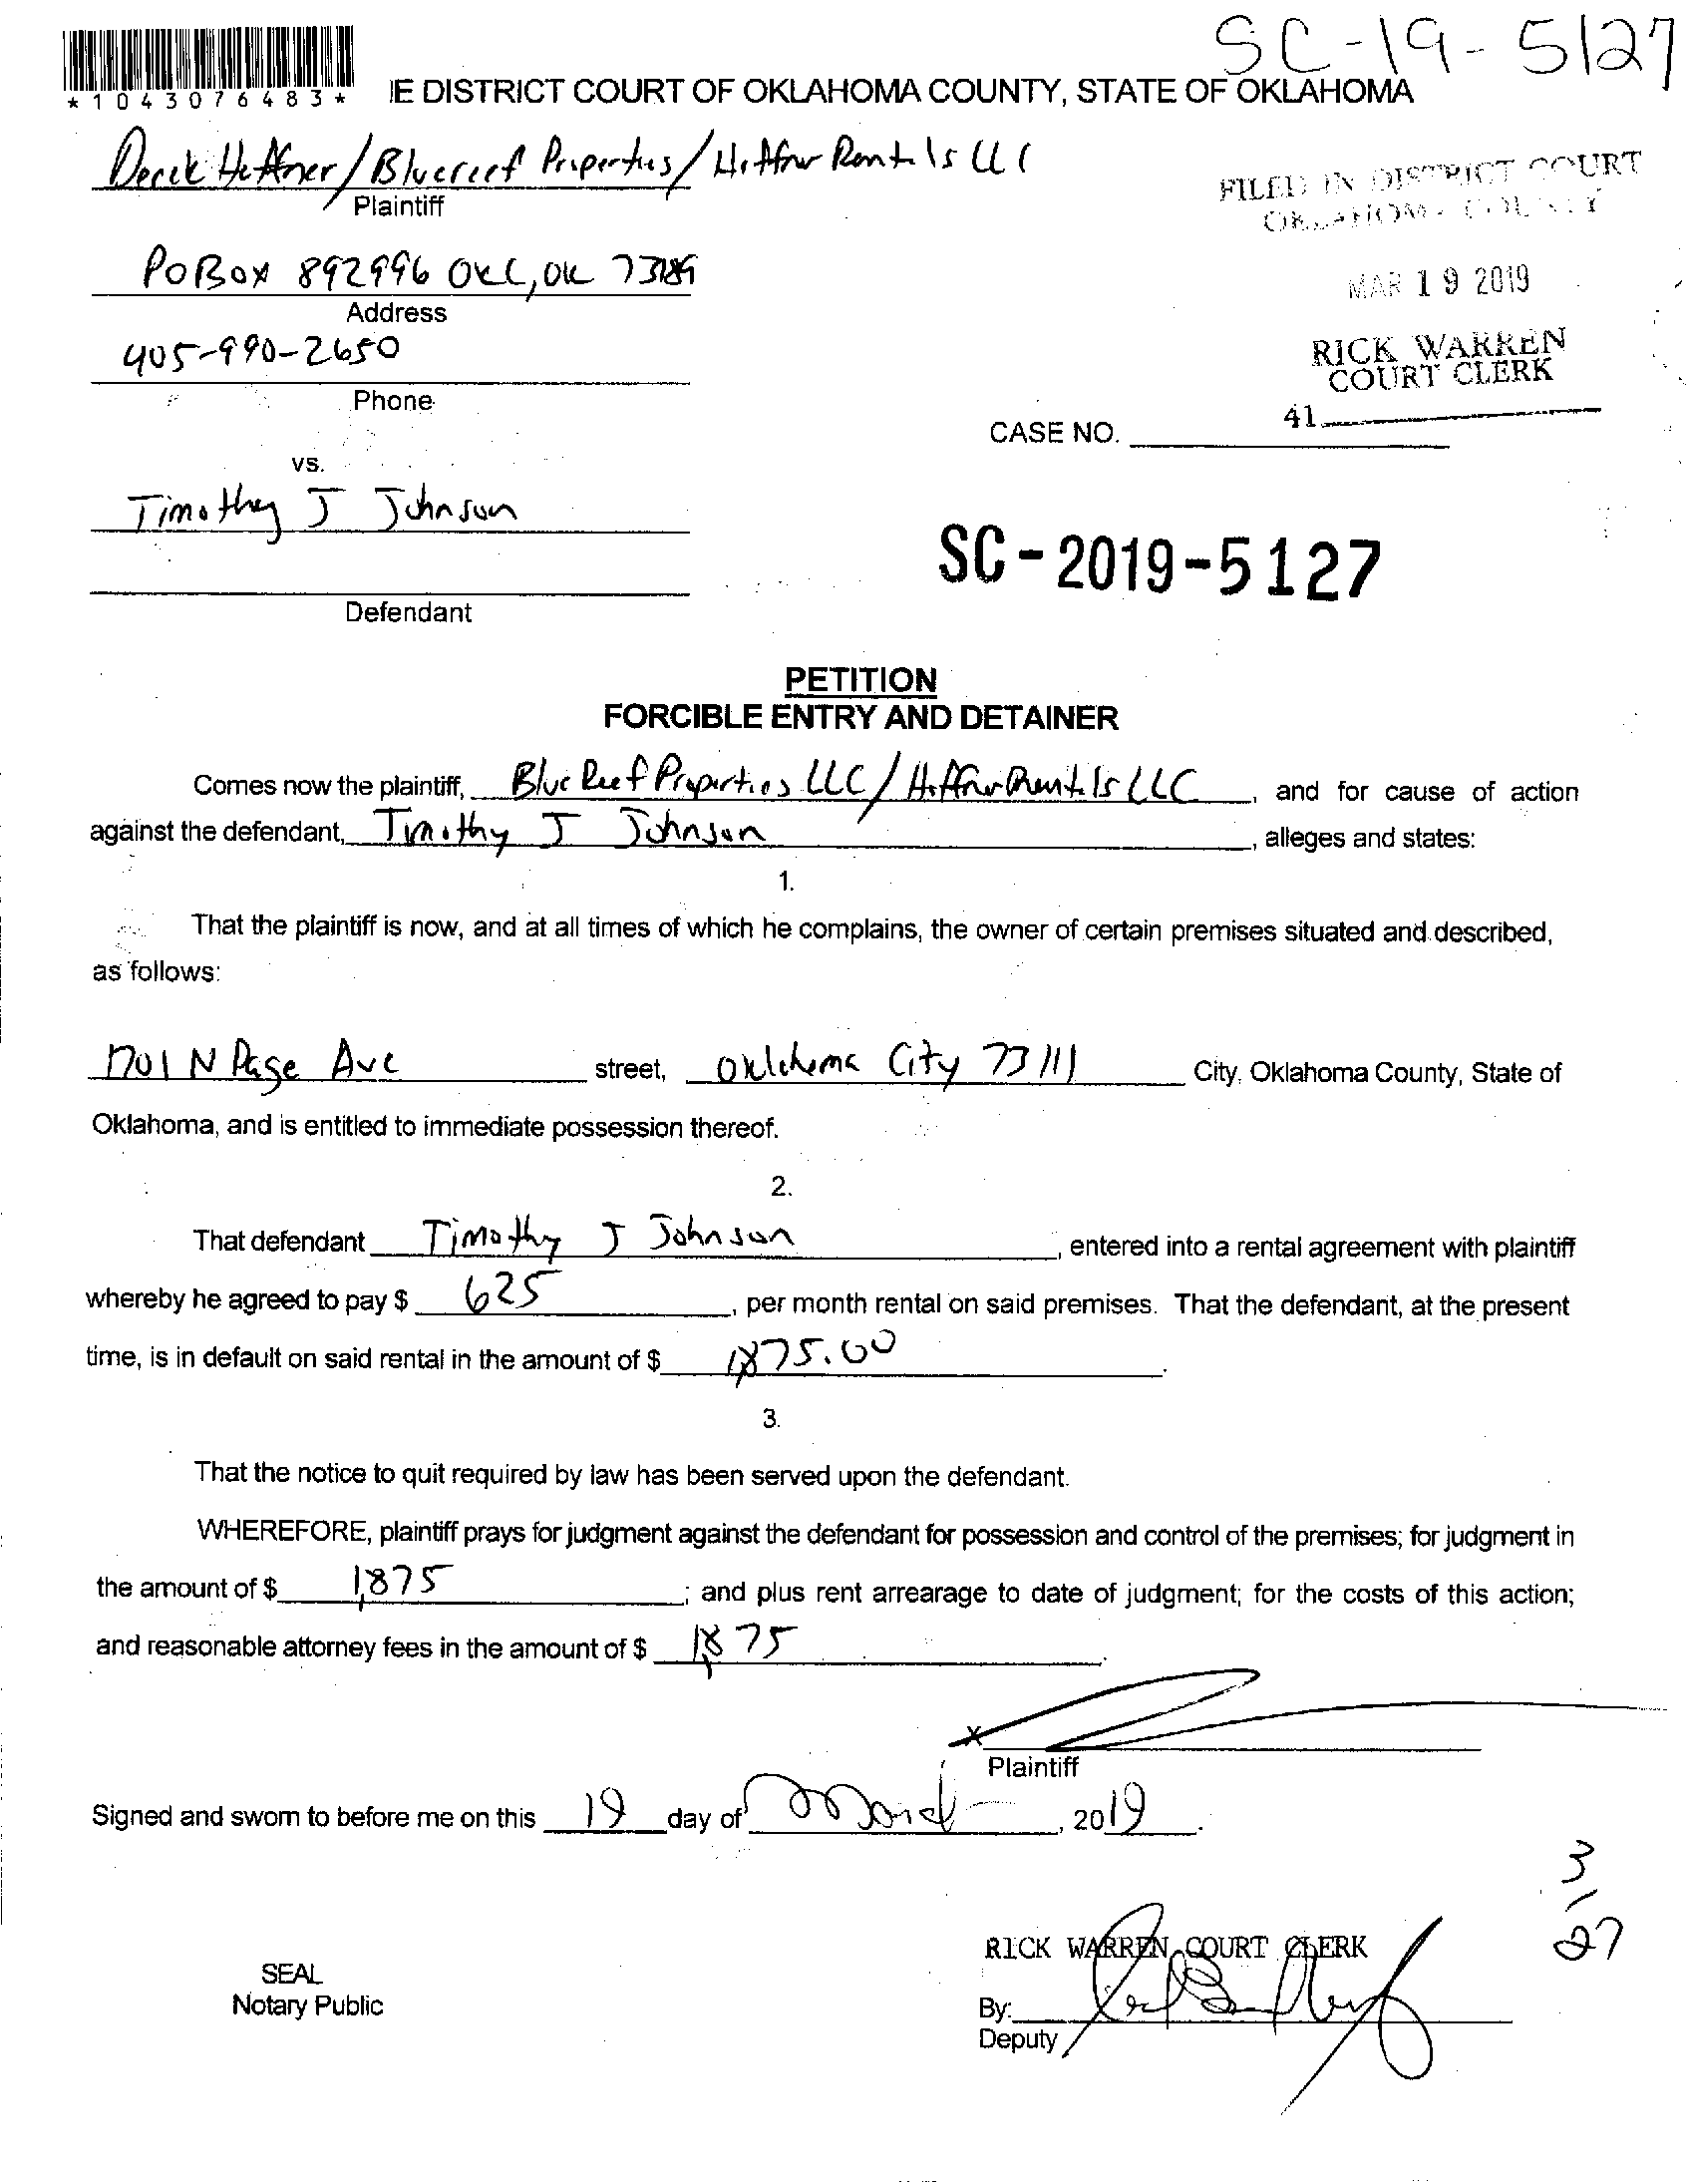 SC-19-5127
*1043076483*
IE DISTRICT COURT OF OKLAHOMA COUNTY, STATE OF OKLAHOMA
Derek Heffner/Bluereef Properties/Heffner Rentals LLC
Plaintiff
FILED IN DISTRICT COURT
OKLAHOMA COUNTY
PO Box 892996 OKC, OK 73189
Address
MAR 19 2019
405-990-2650
Phone
RICK WARREN
COURT CLERK
41
CASE NO.
vs.
Timothy J Johnson
SC-2019-5127
Defendant
PETITION
FORCIBLE ENTRY AND DETAINER
Comes now the plaintiff, Blue Reef Properties LLC/Heffner Rentals LLC, and for cause of action
against the defendant, Timothy J Johnson, alleges and states:
1.
That the plaintiff is now, and at all times of which he complains, the owner of certain premises situated and described,
as follows:
1701 N Page Ave street, Oklahoma City 73111 City, Oklahoma County, State of
Oklahoma, and is entitled to immediate possession thereof.
2.
That defendant Timothy J Johnson, entered into a rental agreement with plaintiff
whereby he agreed to pay $ 625, per month rental on said premises. That the defendant, at the present
time, is in default on said rental in the amount of $ 1,875.00.
3.
That the notice to quit required by law has been served upon the defendant.
WHEREFORE, plaintiff prays for judgment against the defendant for possession and control of the premises; for judgment in
the amount of $ 1,875; and plus rent arrearage to date of judgment; for the costs of this action;
and reasonable attorney fees in the amount of $ 1,875.
x
Plaintiff
Signed and sworn to before me on this 19 day of March, 2019.
3/27
RICK WARREN, COURT CLERK
SEAL
Notary Public
By:
Deputy